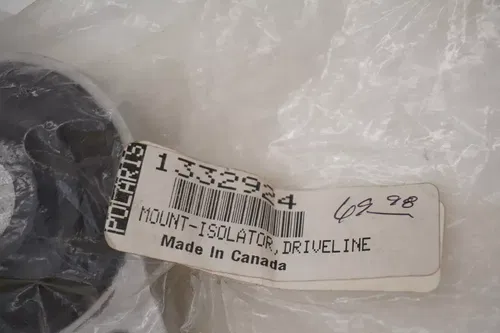 POLARIS
1332924
69.98
MOUNT-ISOLATOR,DRIVELINE
Made In Canada